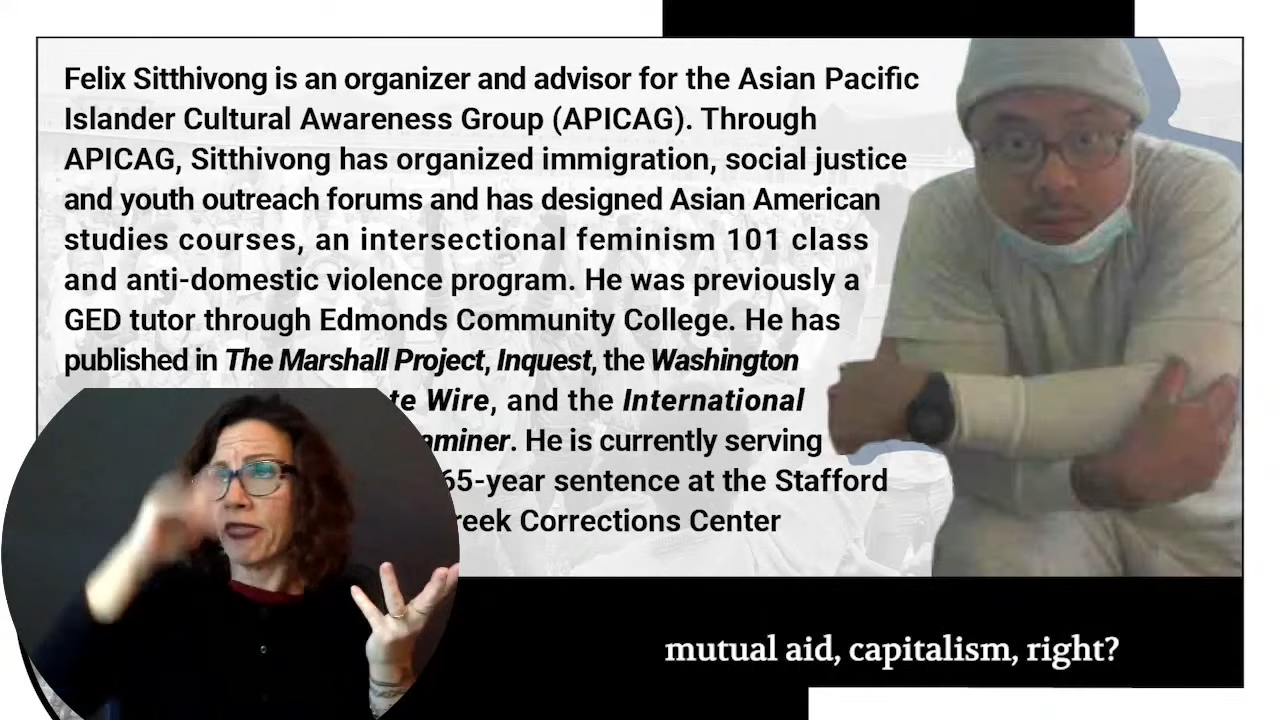 Felix Sitthivong is an organizer and advisor for the Asian Pacific
Islander Cultural Awareness Group (APICAG). Through
APICAG, Sitthivong has organized immigration, social justice
and youth outreach forums and has designed Asian American
studies courses, an intersectional feminism 101 class
and anti-domestic violence program. He was previously a
GED tutor through Edmonds Community College. He has
published in The Marshall Project, Inquest, the Washington
te Wire, and the International
aminer. He is currently serving
65-year sentence at the Stafford
reek Corrections Center
mutual aid, capitalism, right?